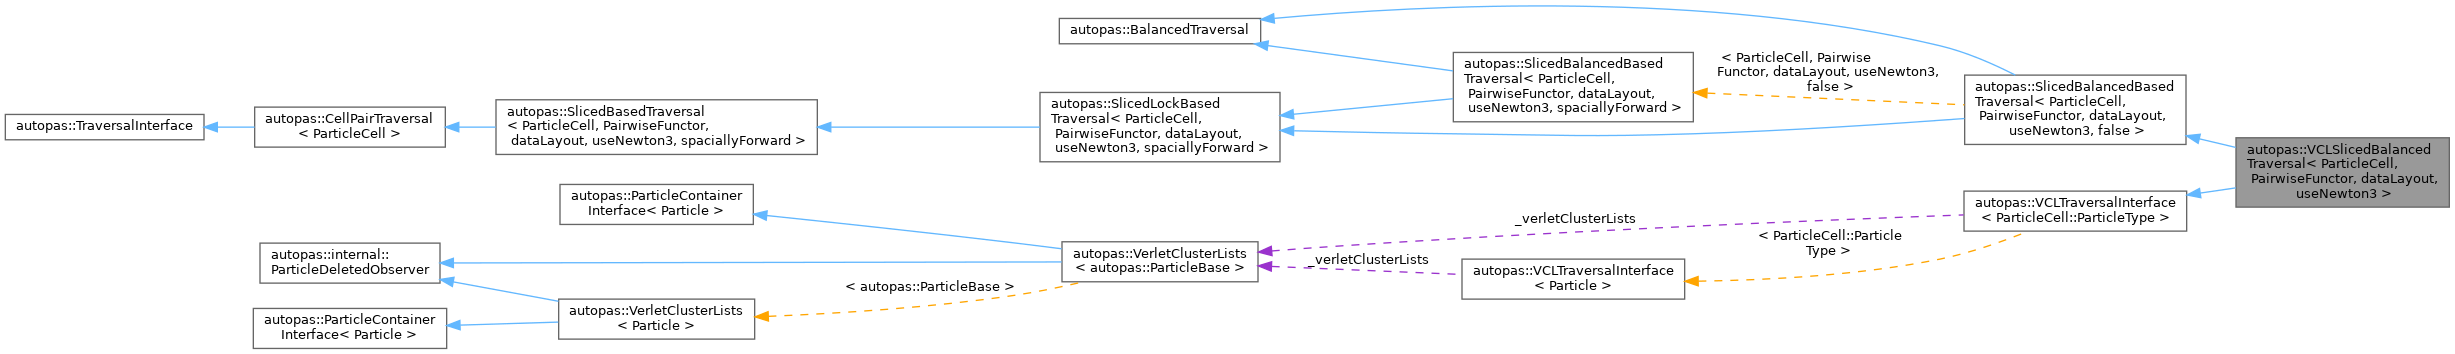 autopas::TraversalInterface
autopas::CellPairTraversal
< ParticleCell >
autopas::SlicedBasedTraversal
< ParticleCell, PairwiseFunctor,
dataLayout, useNewton3, spaciallyForward >
autopas::SlicedLockBased
Traversal< ParticleCell,
PairwiseFunctor, dataLayout,
useNewton3, spaciallyForward >
autopas::BalancedTraversal
autopas::SlicedBalancedBased
Traversal< ParticleCell,
PairwiseFunctor, dataLayout,
useNewton3, spaciallyForward >
< ParticleCell, Pairwise
Functor, dataLayout, useNewton3,
false >
autopas::SlicedBalancedBased
Traversal< ParticleCell,
PairwiseFunctor, dataLayout,
useNewton3, false >
autopas::VCLSlicedBalanced
Traversal< ParticleCell,
PairwiseFunctor, dataLayout,
useNewton3 >
autopas::ParticleContainer
Interface< Particle >
autopas::internal::
ParticleDeletedObserver
autopas::ParticleContainer
Interface< Particle >
autopas::VerletClusterLists
< Particle >
< autopas::ParticleBase >
autopas::VerletClusterLists
< autopas::ParticleBase >
_verletClusterLists
_verletClusterLists
autopas::VCLTraversalInterface
< Particle >
< ParticleCell::Particle
Type >
autopas::VCLTraversalInterface
< ParticleCell::ParticleType >